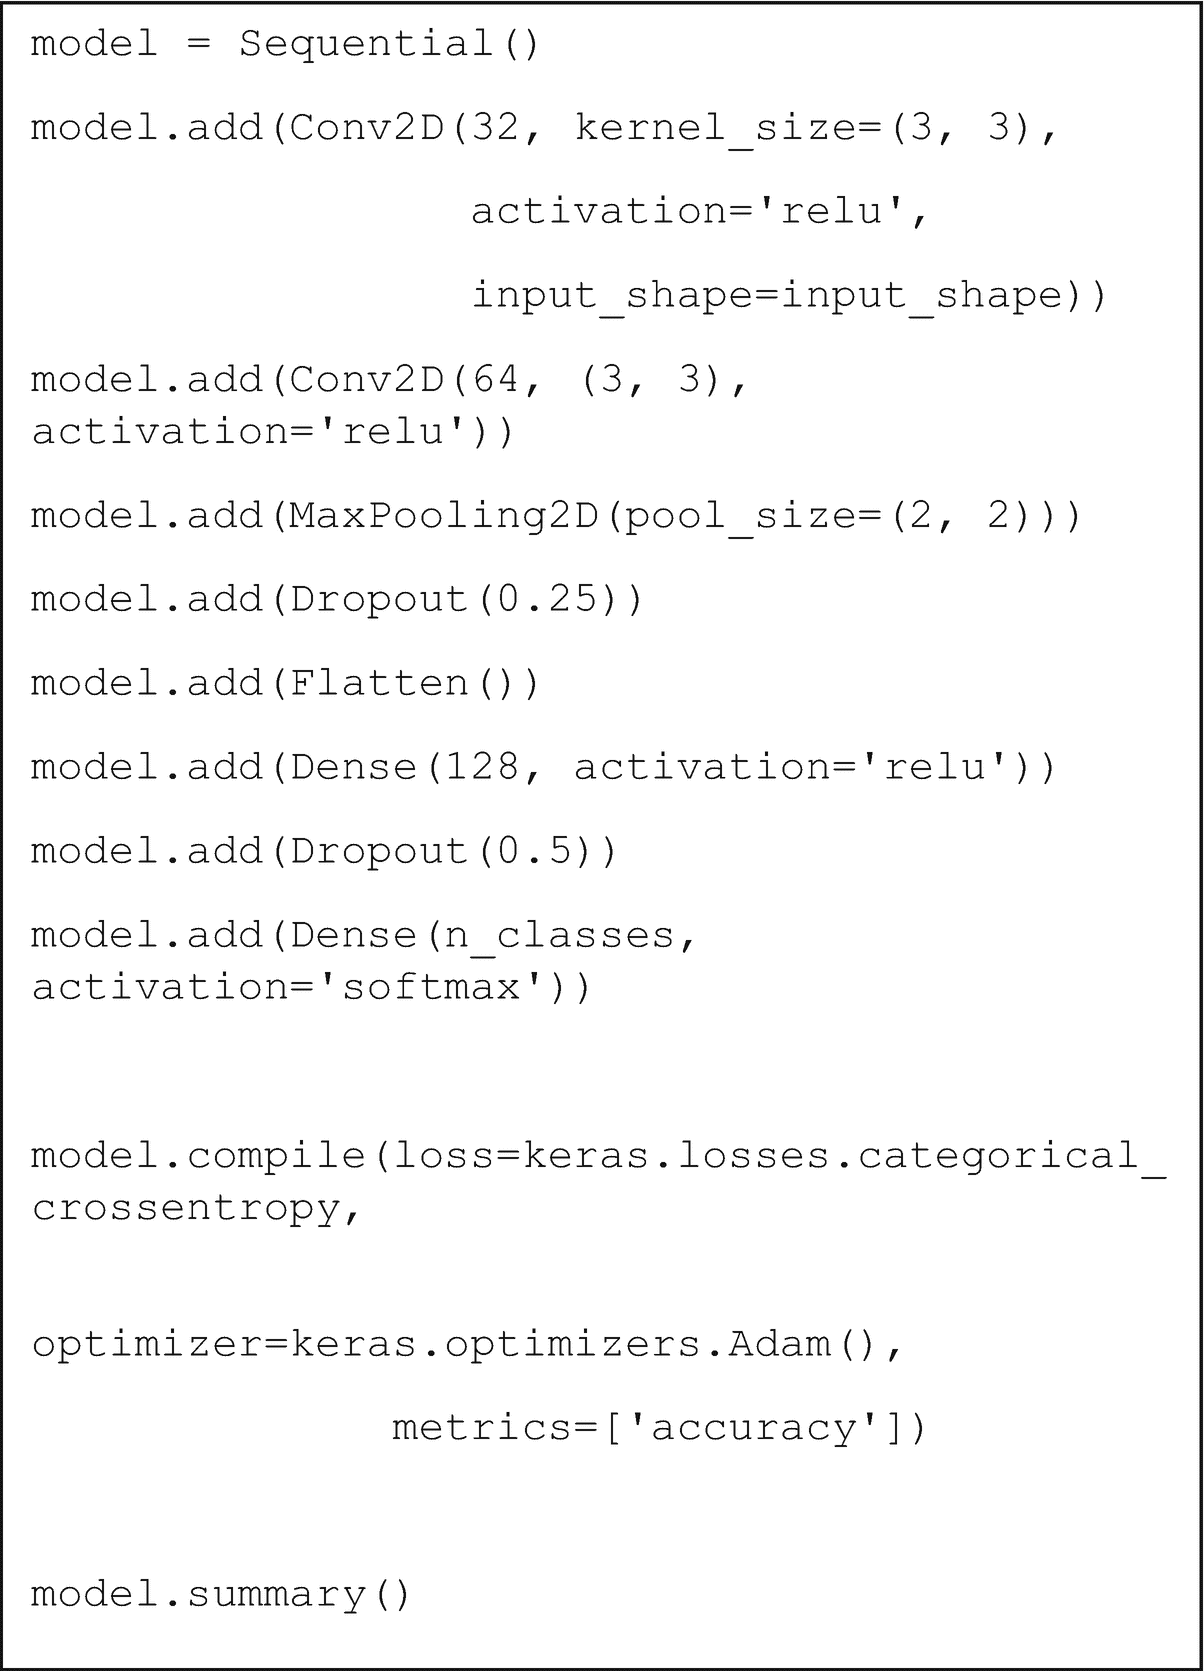 model = Sequential()
model.add(Conv2D(32, kernel_size=(3, 3),
activation='relu',
input_shape=input_shape))
model.add(Conv2D(64, (3, 3),
activation='relu'))
model.add(MaxPooling2D(pool_size=(2, 2)))
model.add(Dropout(0.25))
model.add(Flatten())
model.add(Dense(128, activation='relu'))
model.add(Dropout(0.5))
model.add(Dense(n_classes,
activation='softmax'))
model.compile(loss=keras.losses.categorical_
crossentropy,
optimizer=keras.optimizers.Adam(),
metrics=['accuracy'])
model.summary()